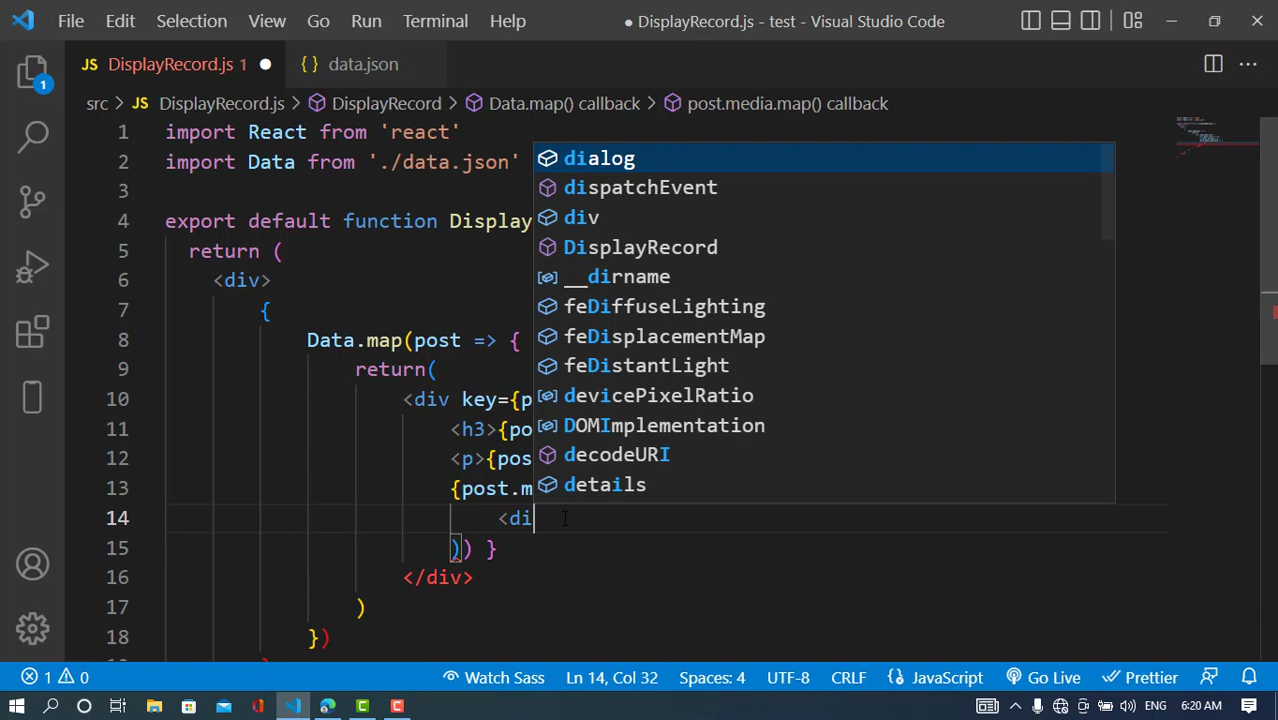 File Edit Selection View Go Run Terminal Help ● DisplayRecord.js - test - Visual Studio Code
JS DisplayRecord.js 1 ● { } data.json
src > JS DisplayRecord.js > DisplayRecord > Data.map() callback > post.media.map() callback
1
1 import React from 'react'
2 import Data from './data.json'
3
4 export default function Display
5 return (
6 <div>
7 {
8 Data.map(post => {
9 return(
10 <div key={p
11 <h3>{po
12 <p>{pos
13 {post.m
14 <di
15 )) }
16 </div>
17 )
18 })
dialog
dispatchEvent
div
DisplayRecord
__dirname
feDiffuseLighting
feDisplacementMap
feDistantLight
devicePixelRatio
DOMImplementation
decodeURI
details
1 0 Watch Sass Ln 14, Col 32 Spaces: 4 UTF-8 CRLF JavaScript Go Live Prettier
ENG 6:20 AM